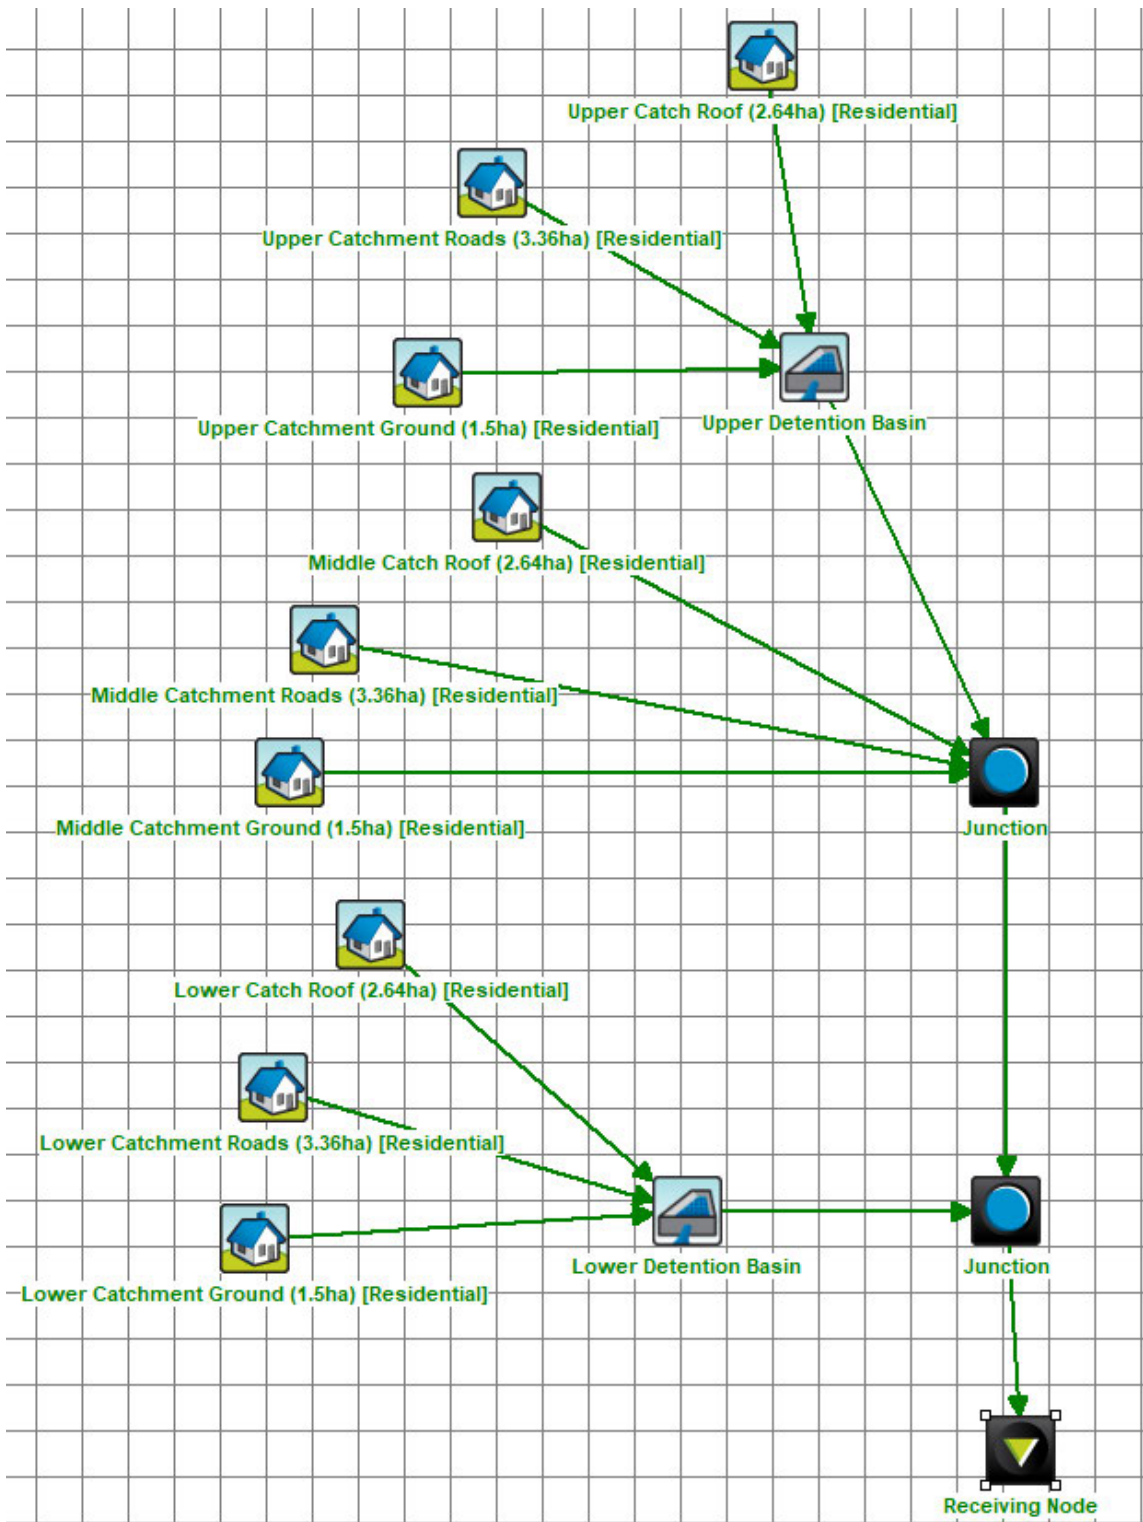 Upper Catch Roof (2.64ha) [Residential]
Upper Catchment Roads (3.36ha) [Residential]
Upper Catchment Ground (1.5ha) [Residential]
Upper Detention Basin
Middle Catch Roof (2.64ha) [Residential]
Middle Catchment Roads (3.36ha) [Residential]
Middle Catchment Ground (1.5ha) [Residential]
Junction
Lower Catch Roof (2.64ha) [Residential]
Lower Catchment Roads (3.36ha) [Residential]
Lower Detention Basin
Junction
Lower Catchment Ground (1.5ha) [Residential]
Receiving Node